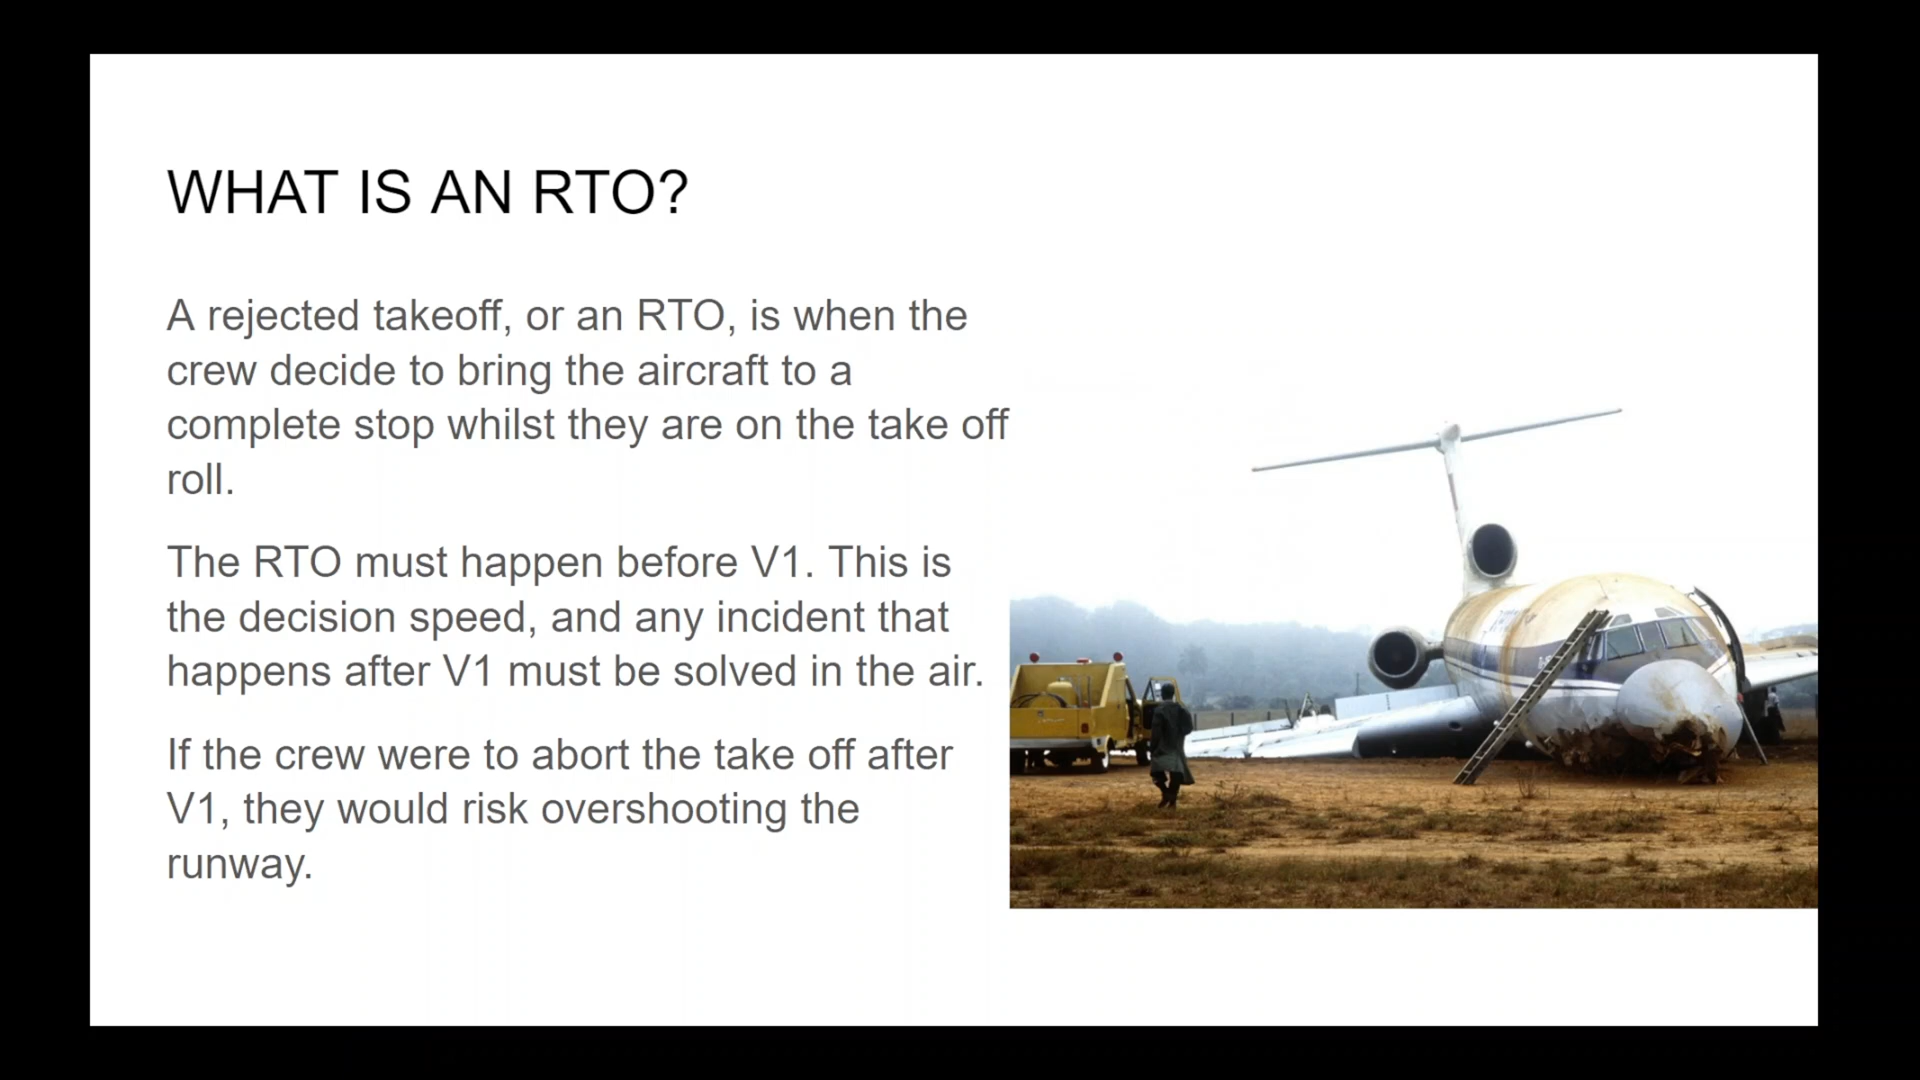 WHAT IS AN RTO?
A rejected takeoff, or an RTO, is when the
crew decide to bring the aircraft to a
complete stop whilst they are on the take off
roll.
The RTO must happen before V1. This is
the decision speed, and any incident that
happens after V1 must be solved in the air.
If the crew were to abort the take off after
V1, they would risk overshooting the
runway.